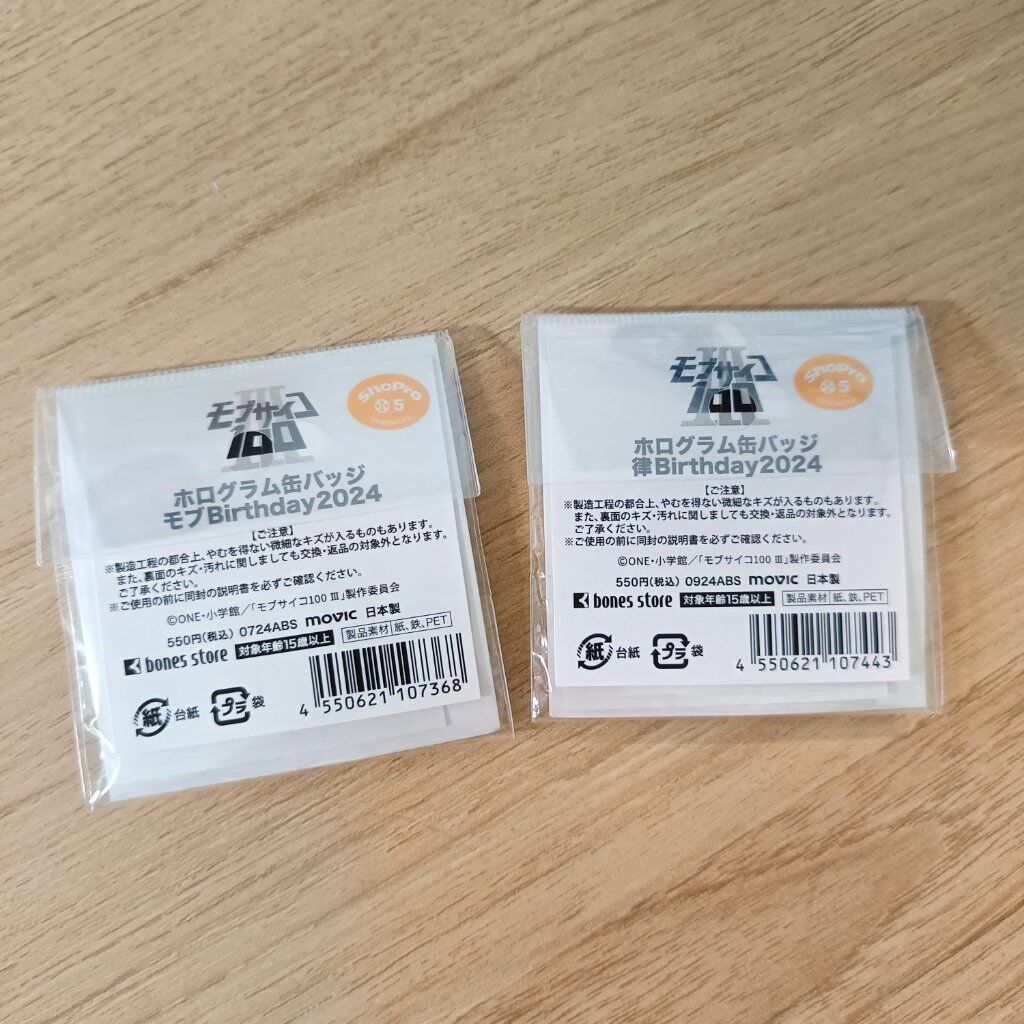 モブサイコ
100
III
ShoPro
5
ホログラム缶バッジ
モブBirthday2024
【ご注意】
※製造工程の都合上、やむを得ない微細なキズが入るものもあります。
また、裏面のキズ・汚れに関しましても交換・返品の対象外となります。
ご了承ください。
※ご使用の前に同封の説明書を必ずご確認ください。
©ONE・小学館／「モブサイコ100 III」製作委員会
550円(税込) 0724ABS movic 日本製
bones store 対象年齢15歳以上 製品素材 紙、鉄、PET
紙 台紙 プラ 袋
4 550621 107368
モブサイコ
100
III
ShoPro
5
ホログラム缶バッジ
律Birthday2024
【ご注意】
※製造工程の都合上、やむを得ない微細なキズが入るものもあります。
また、裏面のキズ・汚れに関しましても交換・返品の対象外となります。
ご了承ください。
※ご使用の前に同封の説明書を必ずご確認ください。
©ONE・小学館／「モブサイコ100 III」製作委員会
550円(税込) 0924ABS movic 日本製
bones store 対象年齢15歳以上 製品素材 紙、鉄、PET
紙 台紙 プラ 袋
4 550621 107443